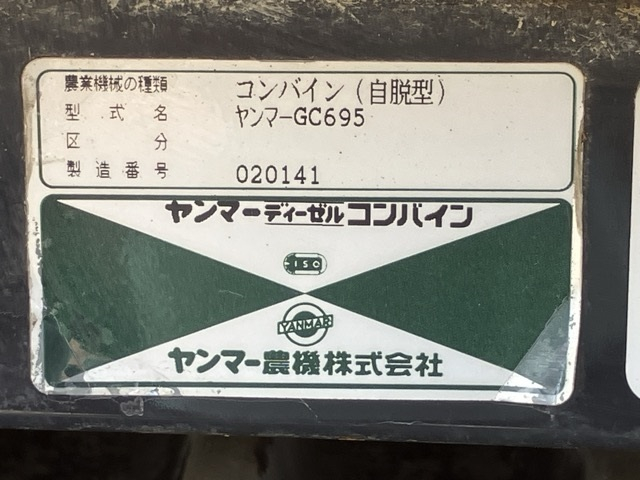 農業機械の種類 コンバイン(自脱型)
型式名 ヤンマーGC695
区分
製造番号 020141
ヤンマーディーゼルコンバイン
ISC
YANMAR
ヤンマー農機株式会社